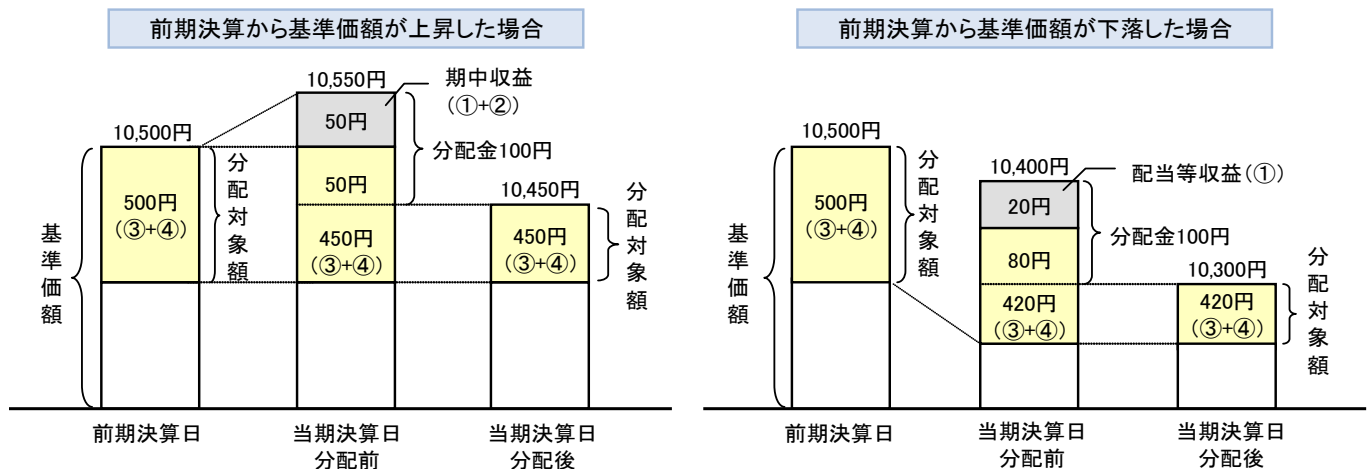 前期決算から基準価額が上昇した場合
10,550円
期中収益
(①+②)
10,500円
50円
分配金100円
50円
10,450円
500円
(③+④)
450円
(③+④)
450円
(③+④)
基準価額
分配対象額
分配対象額
前期決算日
当期決算日
分配前
当期決算日
分配後
前期決算から基準価額が下落した場合
10,500円
10,400円
配当等収益(①)
20円
500円
(③+④)
分配金100円
80円
10,300円
420円
(③+④)
420円
(③+④)
基準価額
分配対象額
分配対象額
前期決算日
当期決算日
分配前
当期決算日
分配後